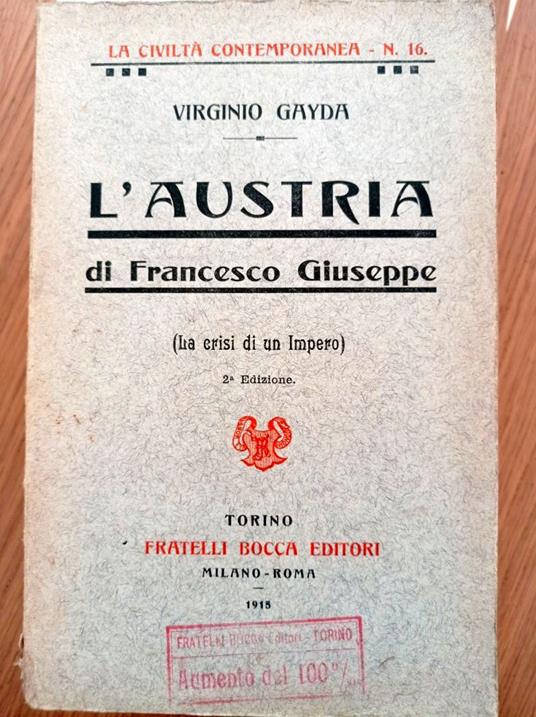 LA CIVILTÀ CONTEMPORANEA - N. 16.
VIRGINIO GAYDA
L'AUSTRIA
di Francesco Giuseppe
(La crisi di un Impero)
2ª Edizione.
TORINO
FRATELLI BOCCA EDITORI
MILANO - ROMA
1915
FRATELLI BOCCA Editori - TORINO
Aumento del 100%